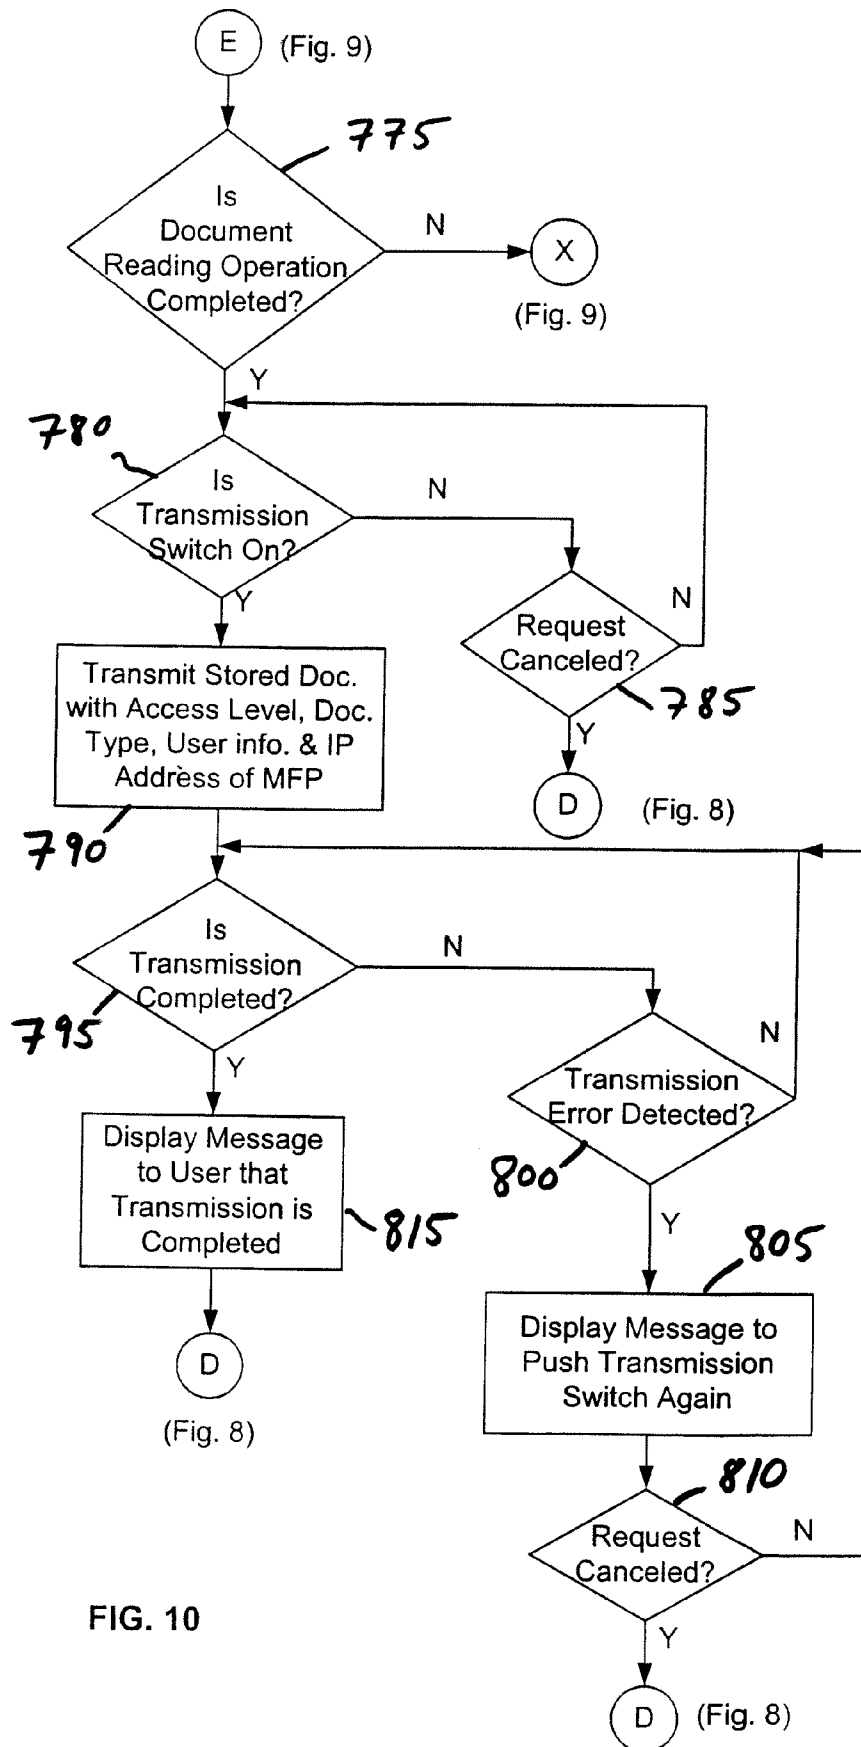 E (Fig. 9)
775
Is
Document
Reading Operation
Completed?
N
X
(Fig. 9)
Y
780
Is
Transmission
Switch On?
N
Y
Request
Canceled?
N
785
Y
D (Fig. 8)
Transmit Stored Doc.
with Access Level, Doc.
Type, User info. & IP
Address of MFP
790
Is
Transmission
Completed?
N
795
Y
Transmission
Error Detected?
N
800
Y
Display Message
to User that
Transmission is
Completed
815
D
(Fig. 8)
805
Display Message to
Push Transmission
Switch Again
810
Request
Canceled?
N
Y
D (Fig. 8)
FIG. 10